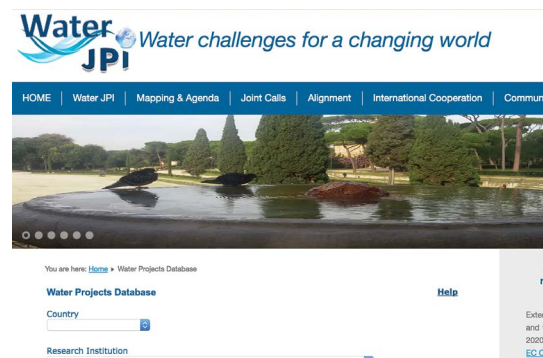 Water
JPI
Water challenges for a changing world
HOME
Water JPI
Mapping & Agenda
Joint Calls
Alignment
International Cooperation
You are here: Home ▸ Water Projects Database
Water Projects Database
Help
Country
Research Institution
and
2020